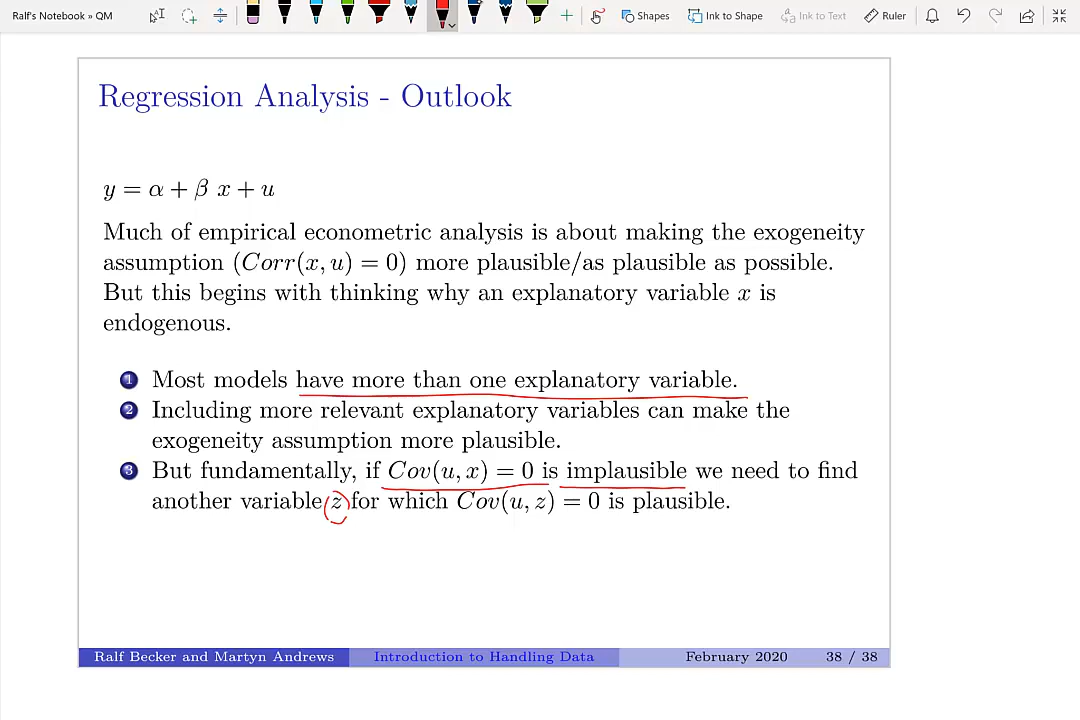 Ralf's Notebook » QM
Shapes
Ink to Shape
Ink to Text
Ruler
Regression Analysis - Outlook
y = α + β x + u
Much of empirical econometric analysis is about making the exogeneity
assumption (Corr(x, u) = 0) more plausible/as plausible as possible.
But this begins with thinking why an explanatory variable x is
endogenous.
1 Most models have more than one explanatory variable.
2 Including more relevant explanatory variables can make the
exogeneity assumption more plausible.
3 But fundamentally, if Cov(u, x) = 0 is implausible we need to find
another variable z for which Cov(u, z) = 0 is plausible.
Ralf Becker and Martyn Andrews
Introduction to Handling Data
February 2020
38 / 38